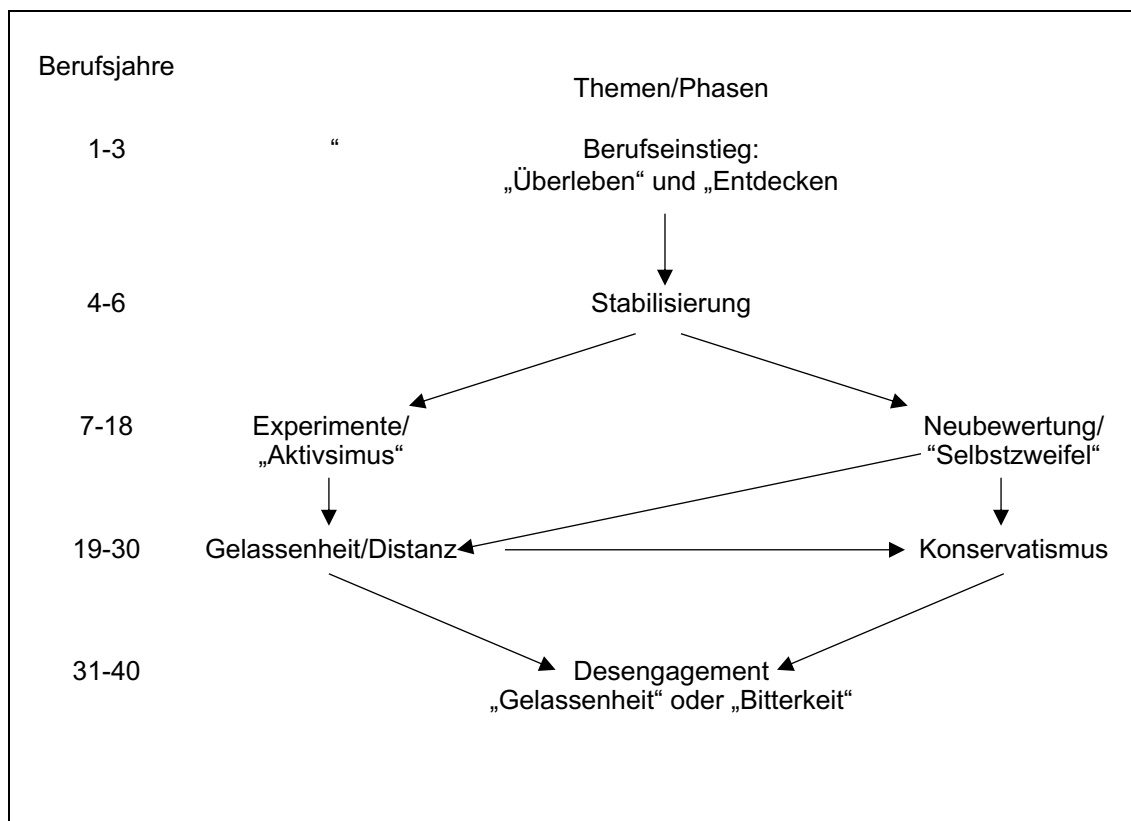 Berufsjahre
Themen/Phasen
1-3 “ Berufseinstieg:
„Überleben“ und „Entdecken
4-6 Stabilisierung
7-18 Experimente/ Neubewertung/
„Aktivsimus“ “Selbstzweifel“
19-30 Gelassenheit/Distanz Konservatismus
31-40 Desengagement
„Gelassenheit“ oder „Bitterkeit“